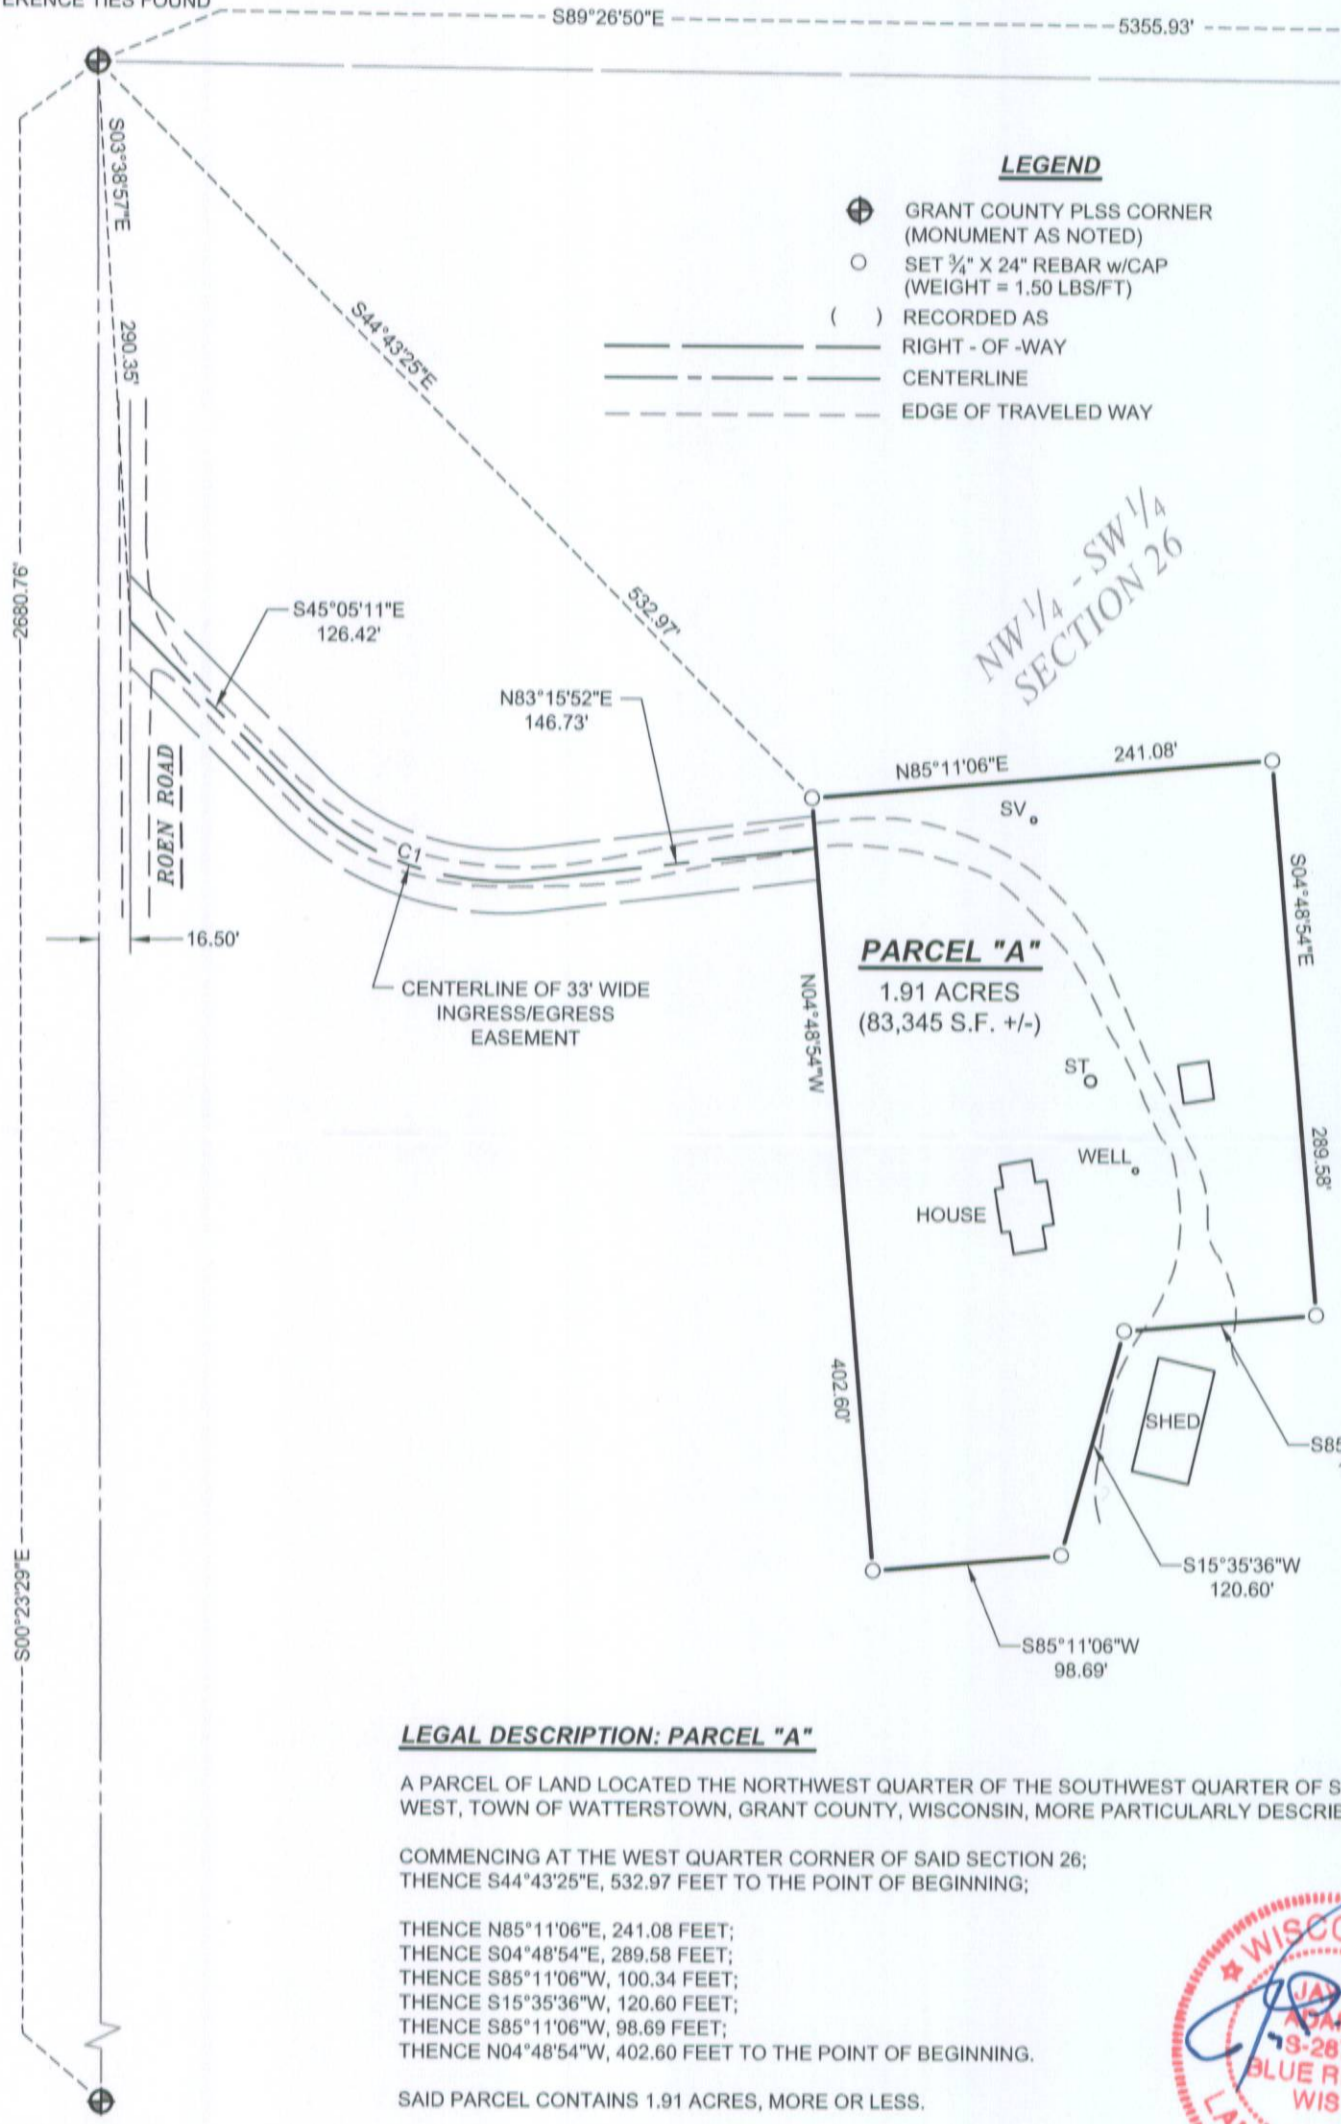 S89°26'50"E
5355.93'
S03°38'57"E
290.35'
S44°43'25"E
532.97'
2680.76'
S00°23'29"E
LEGEND
GRANT COUNTY PLSS CORNER
(MONUMENT AS NOTED)
SET 3/4" X 24" REBAR w/CAP
(WEIGHT = 1.50 LBS/FT)
( ) RECORDED AS
RIGHT - OF -WAY
CENTERLINE
EDGE OF TRAVELED WAY
NW 1/4 - SW 1/4
SECTION 26
S45°05'11"E
126.42'
N83°15'52"E
146.73'
ROEN ROAD
C1
16.50'
CENTERLINE OF 33' WIDE
INGRESS/EGRESS
EASEMENT
N85°11'06"E
241.08'
SV
S04°48'54"E
289.58'
PARCEL "A"
1.91 ACRES
(83,345 S.F. +/-)
N04°48'54"W
402.60'
ST
WELL
HOUSE
SHED
S15°35'36"W
120.60'
S85°11'06"W
98.69'
LEGAL DESCRIPTION: PARCEL "A"
A PARCEL OF LAND LOCATED THE NORTHWEST QUARTER OF THE SOUTHWEST QUARTER OF
WEST, TOWN OF WATTERSTOWN, GRANT COUNTY, WISCONSIN, MORE PARTICULARLY
COMMENCING AT THE WEST QUARTER CORNER OF SAID SECTION 26;
THENCE S44°43'25"E, 532.97 FEET TO THE POINT OF BEGINNING;
THENCE N85°11'06"E, 241.08 FEET;
THENCE S04°48'54"E, 289.58 FEET;
THENCE S85°11'06"W, 100.34 FEET;
THENCE S15°35'36"W, 120.60 FEET;
THENCE S85°11'06"W, 98.69 FEET;
THENCE N04°48'54"W, 402.60 FEET TO THE POINT OF BEGINNING.
SAID PARCEL CONTAINS 1.91 ACRES, MORE OR LESS.
BLUE